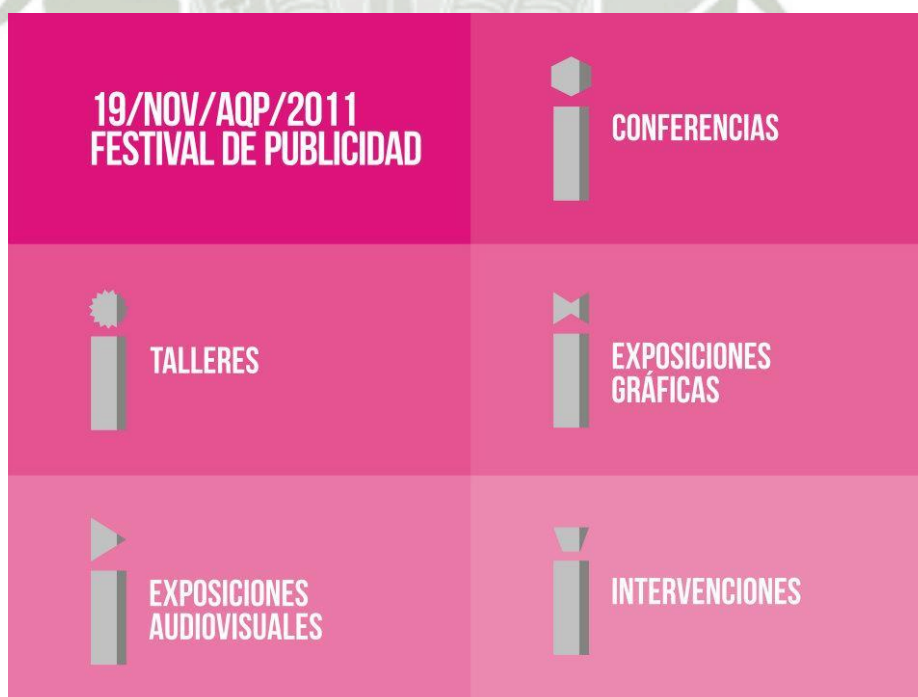 19/NOV/AQP/2011
FESTIVAL DE PUBLICIDAD
CONFERENCIAS
TALLERES
EXPOSICIONES
GRÁFICAS
EXPOSICIONES
AUDIOVISUALES
INTERVENCIONES